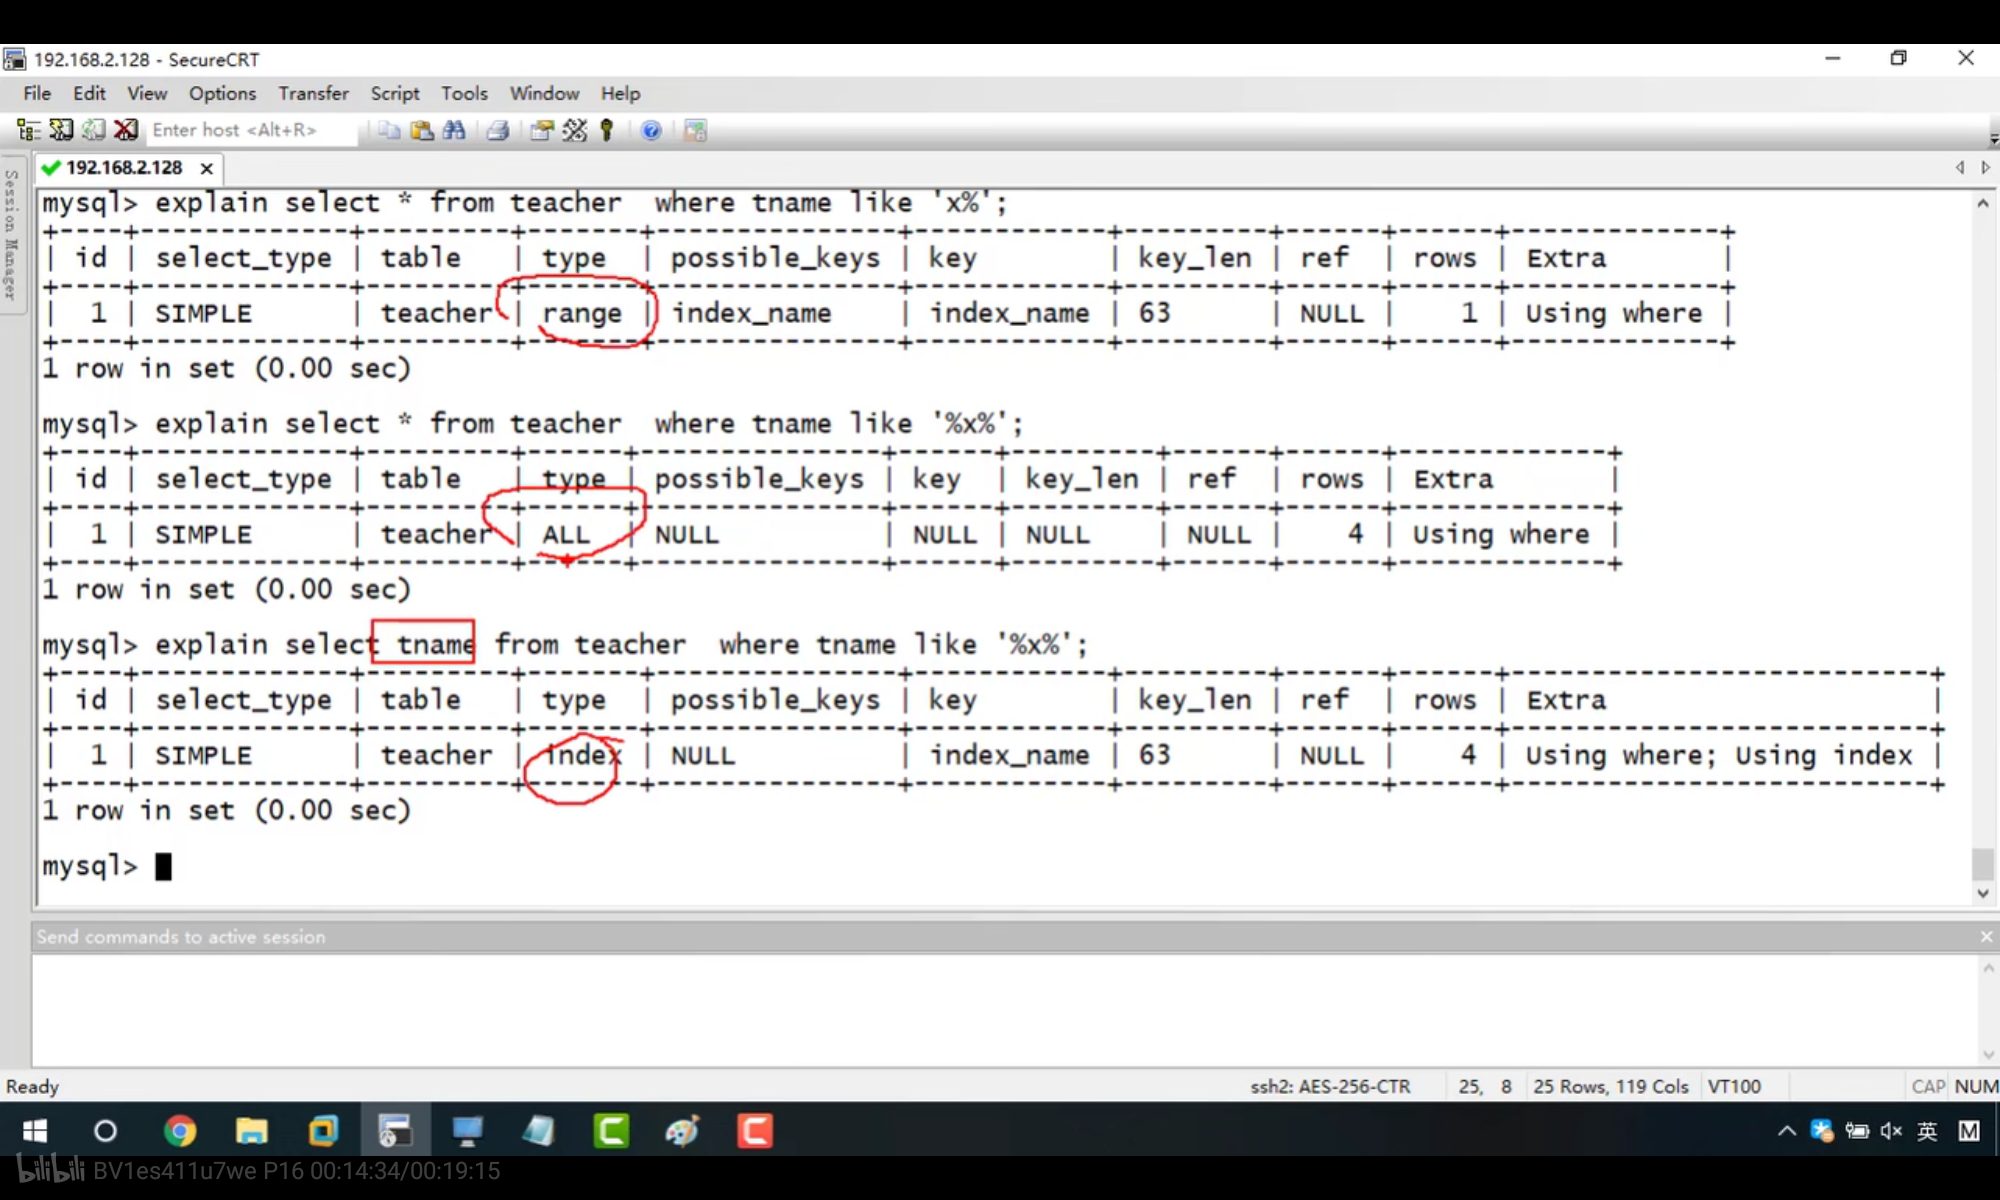 192.168.2.128 - SecureCRT
File Edit View Options Transfer Script Tools Window Help
Enter host <Alt+R>
192.168.2.128
Session Manager
mysql> explain select * from teacher  where tname like 'x%';
+----+-------------+---------+-------+---------------+------------+---------+------+------+-------------+
| id | select_type | table   | type  | possible_keys | key        | key_len | ref  | rows | Extra       |
+----+-------------+---------+-------+---------------+------------+---------+------+------+-------------+
|  1 | SIMPLE      | teacher | range | index_name    | index_name | 63      | NULL |    1 | Using where |
+----+-------------+---------+-------+---------------+------------+---------+------+------+-------------+
1 row in set (0.00 sec)
mysql> explain select * from teacher  where tname like '%x%';
+----+-------------+---------+------+---------------+------+---------+------+------+-------------+
| id | select_type | table   | type | possible_keys | key  | key_len | ref  | rows | Extra       |
+----+-------------+---------+------+---------------+------+---------+------+------+-------------+
|  1 | SIMPLE      | teacher | ALL  | NULL          | NULL | NULL    | NULL |    4 | Using where |
+----+-------------+---------+------+---------------+------+---------+------+------+-------------+
1 row in set (0.00 sec)
mysql> explain select tname from teacher  where tname like '%x%';
+----+-------------+---------+-------+---------------+------------+---------+------+------+--------------------------+
| id | select_type | table   | type  | possible_keys | key        | key_len | ref  | rows | Extra                    |
+----+-------------+---------+-------+---------------+------------+---------+------+------+--------------------------+
|  1 | SIMPLE      | teacher | index | NULL          | index_name | 63      | NULL |    4 | Using where; Using index |
+----+-------------+---------+-------+---------------+------------+---------+------+------+--------------------------+
1 row in set (0.00 sec)
mysql>
Send commands to active session
Ready ssh2: AES-256-CTR 25, 8 25 Rows, 119 Cols VT100 CAP NUM
英 M
bilibili BV1es411u7we P16 00:14:34/00:19:15